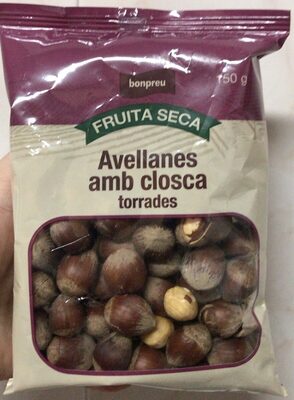 bonpreu
150 g
FRUITA SECA
Avellanes
amb closca
torrades